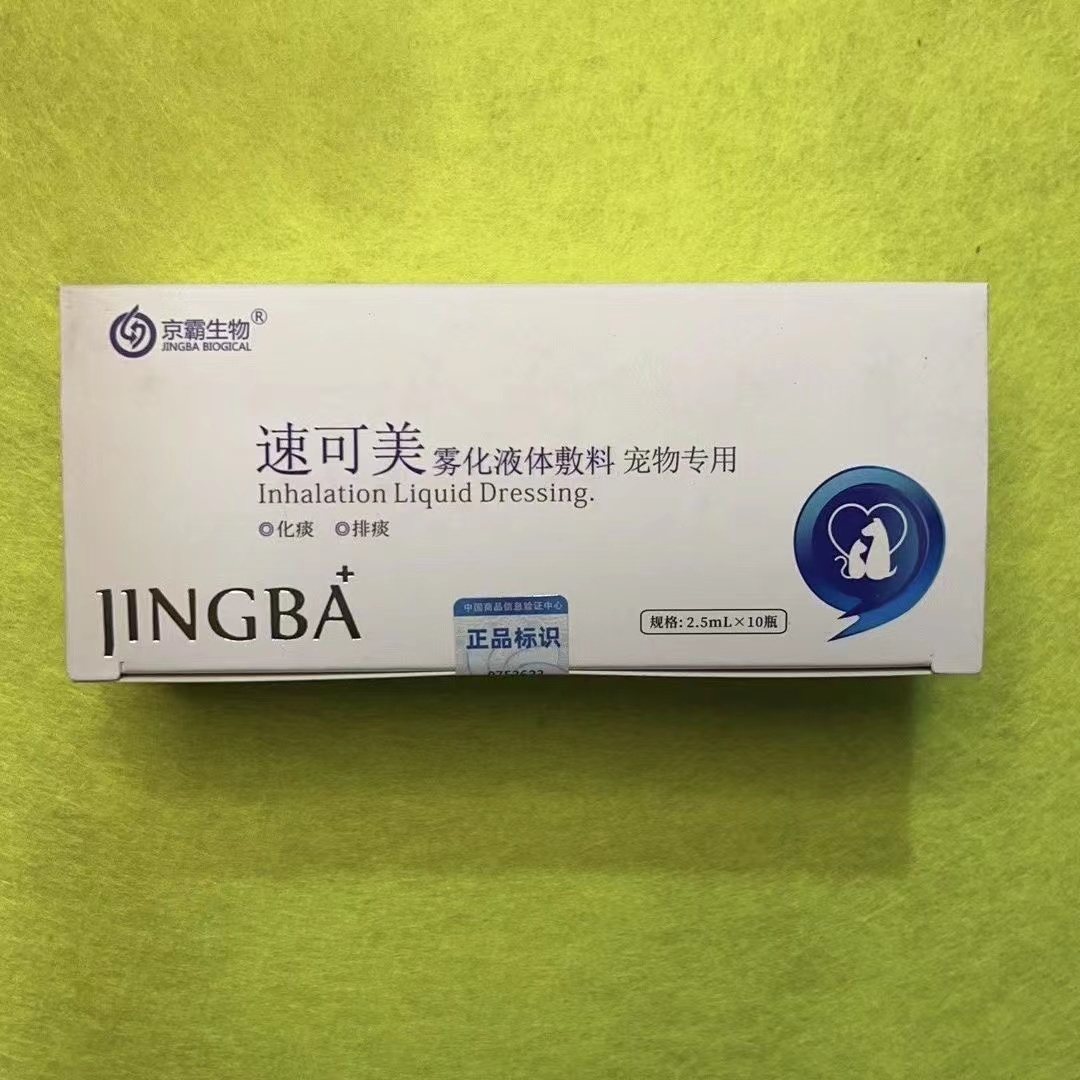 京霸生物®
JINGBA BIOGICAL
速可美 雾化液体敷料 宠物专用
Inhalation Liquid Dressing.
◎化痰 ◎排痰
JINGBA+
中国商品信息验证中心
正品标识
规格: 2.5mL×10瓶